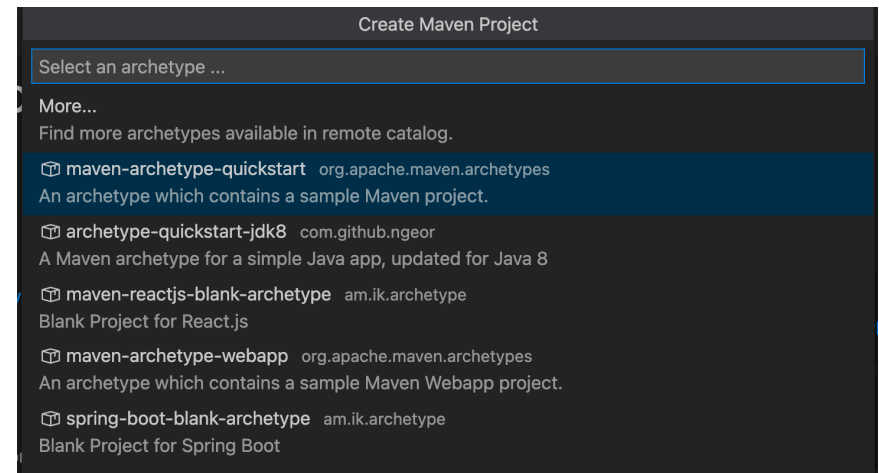 Create Maven Project
Select an archetype ...
More...
Find more archetypes available in remote catalog.
maven-archetype-quickstart org.apache.maven.archetypes
An archetype which contains a sample Maven project.
archetype-quickstart-jdk8 com.github.ngeor
A Maven archetype for a simple Java app, updated for Java 8
maven-reactjs-blank-archetype am.ik.archetype
Blank Project for React.js
maven-archetype-webapp org.apache.maven.archetypes
An archetype which contains a sample Maven Webapp project.
spring-boot-blank-archetype am.ik.archetype
Blank Project for Spring Boot